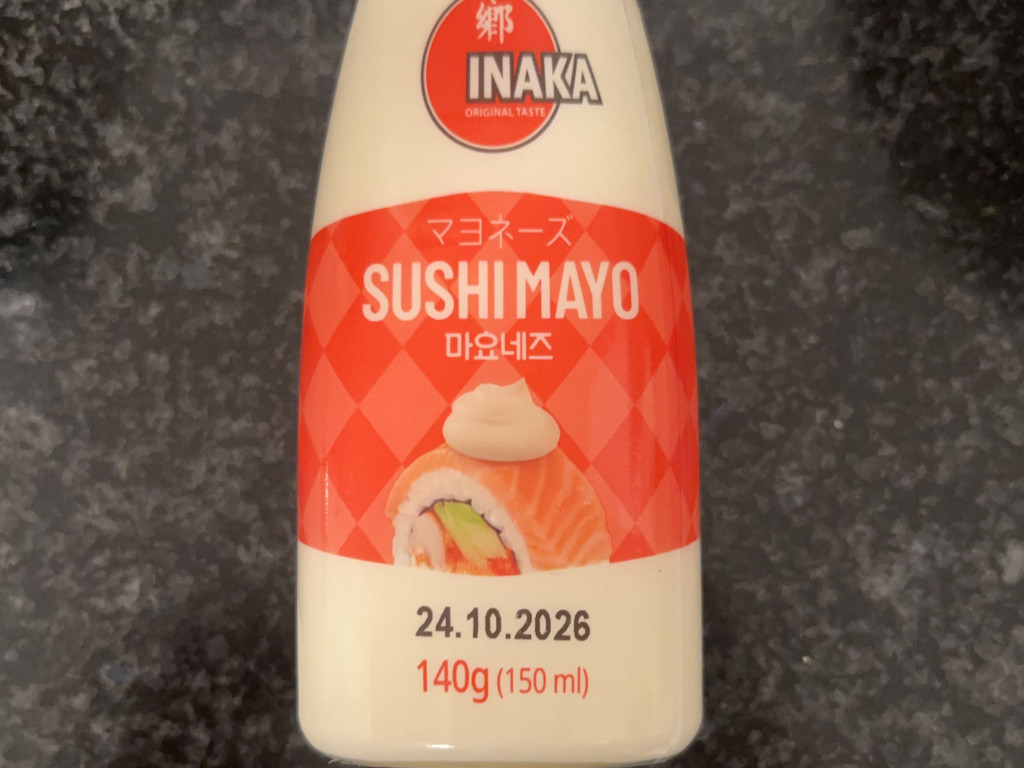 郷
INAKA
ORIGINAL TASTE
マヨネーズ
SUSHI MAYO
마요네즈
24.10.2026
140g (150 ml)